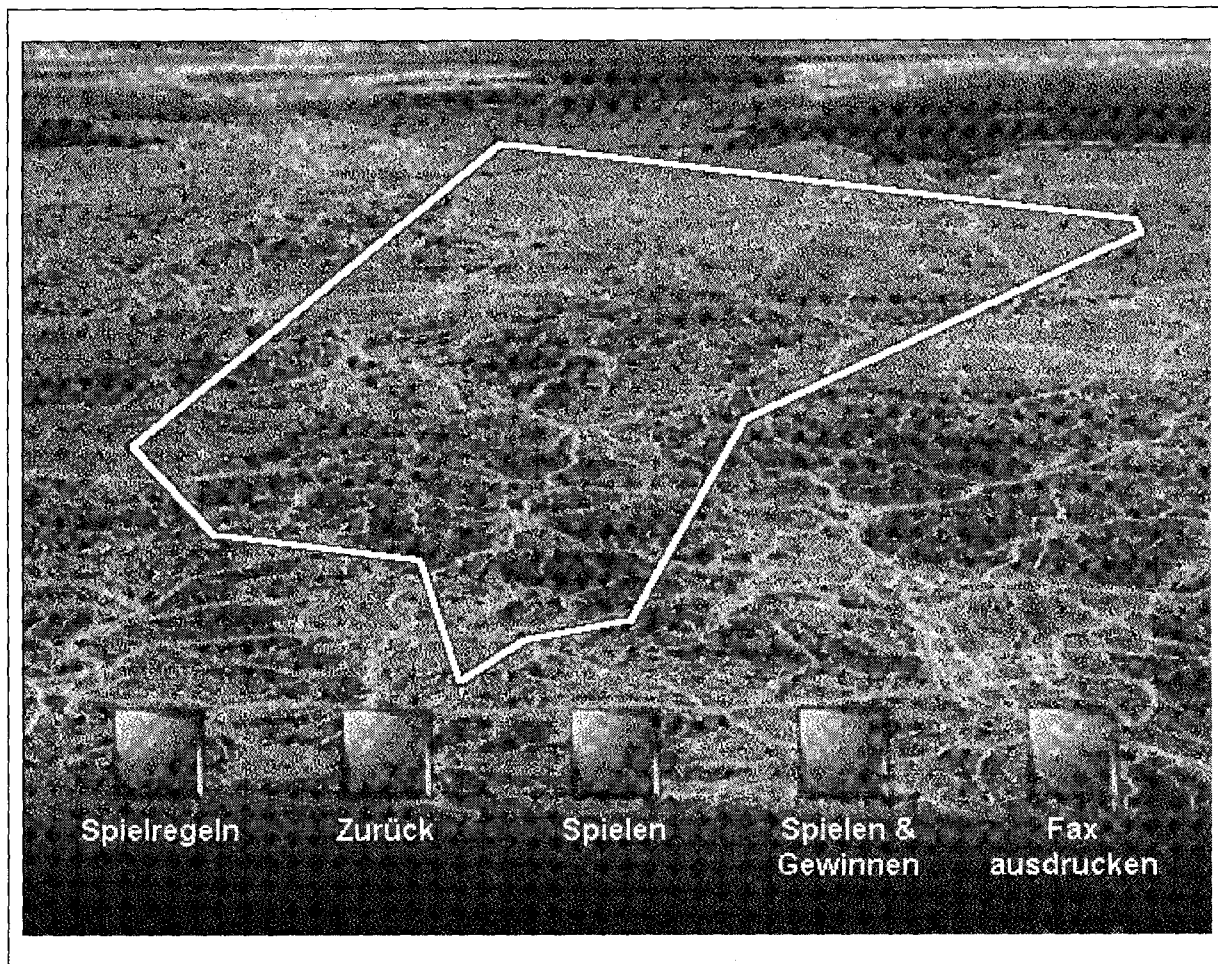 Spielregeln
Zurück
Spielen
Spielen &
Gewinnen
Fax
ausdrucken